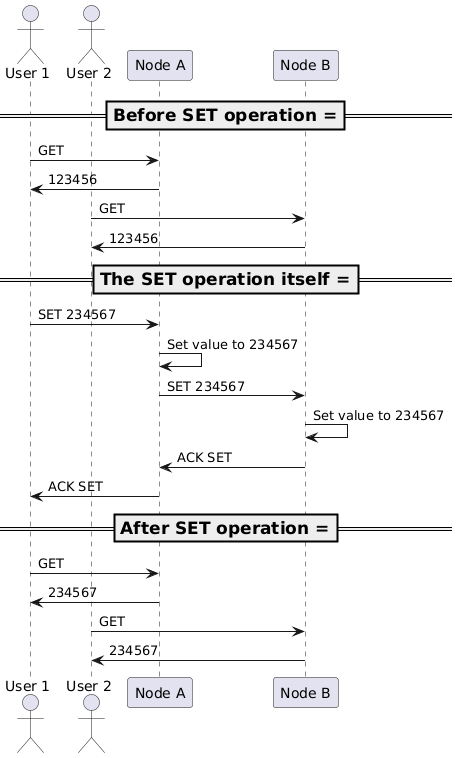 User 1 User 2 Node A Node B
Before SET operation =
GET
123456
GET
123456
The SET operation itself =
SET 234567
Set value to 234567
SET 234567
Set value to 234567
ACK SET
ACK SET
After SET operation =
GET
234567
GET
234567
User 1 User 2 Node A Node B